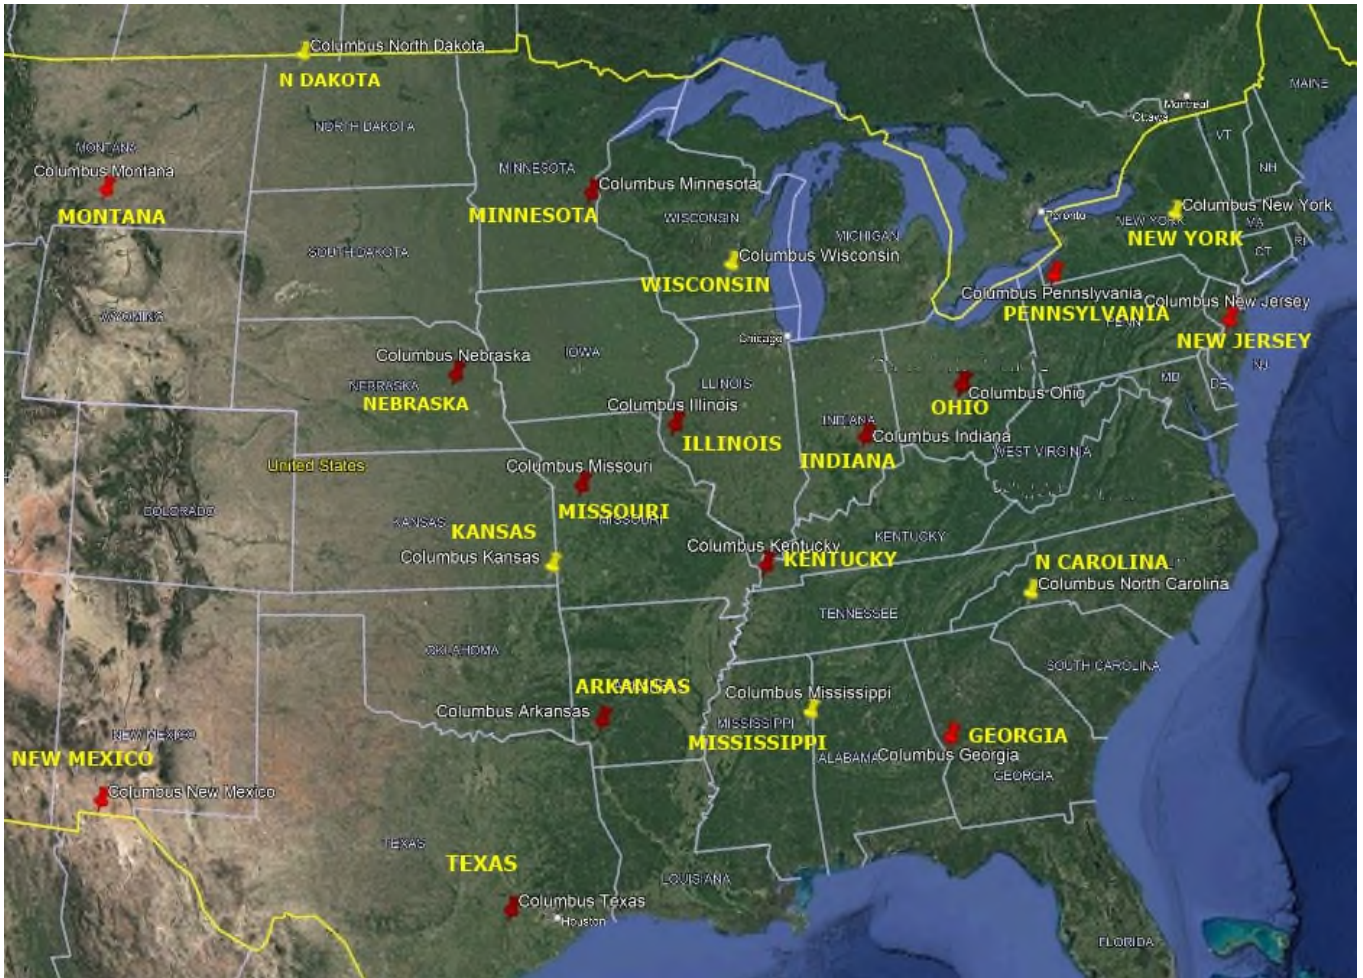 Columbus North Dakota
N DAKOTA
MAINE
Montreal
Ottawa
NORTH DAKOTA
VT
MONTANA
Columbus Montana
MINNESOTA
NH
Columbus Minnesota
MONTANA
MINNESOTA
WISCONSIN
MICHIGAN
Toronto
NEW YORK
Columbus New York
MA
NEW YORK
RI
SOUTH DAKOTA
Columbus Wisconsin
CT
WISCONSIN
Columbus Pennslyvania
Columbus New Jersey
PENNSYLVANIA
WYOMING
PENN
Chicago
NEW JERSEY
Columbus Nebraska
IOWA
NJ
NEBRASKA
ILLINOIS
MD
DE
NEBRASKA
Columbus Illinois
OHIO
Columbus Ohio
INDIANA
Columbus Indiana
ILLINOIS
INDIANA
WEST VIRGINIA
United States
Columbus Missouri
COLORADO
MISSOURI
MISSOURI
KANSAS
KANSAS
Columbus Kansas
Columbus Kentucky
KENTUCKY
KENTUCKY
N CAROLINA
Columbus North Carolina
TENNESSEE
OKLAHOMA
SOUTH CAROLINA
ARKANSAS
Columbus Arkansas
Columbus Mississippi
MISSISSIPPI
MISSISSIPPI
NEW MEXICO
NEW MEXICO
GEORGIA
ALABAMA
Columbus Georgia
GEORGIA
Columbus New Mexico
TEXAS
TEXAS
LOUISIANA
Columbus Texas
Houston
FLORIDA